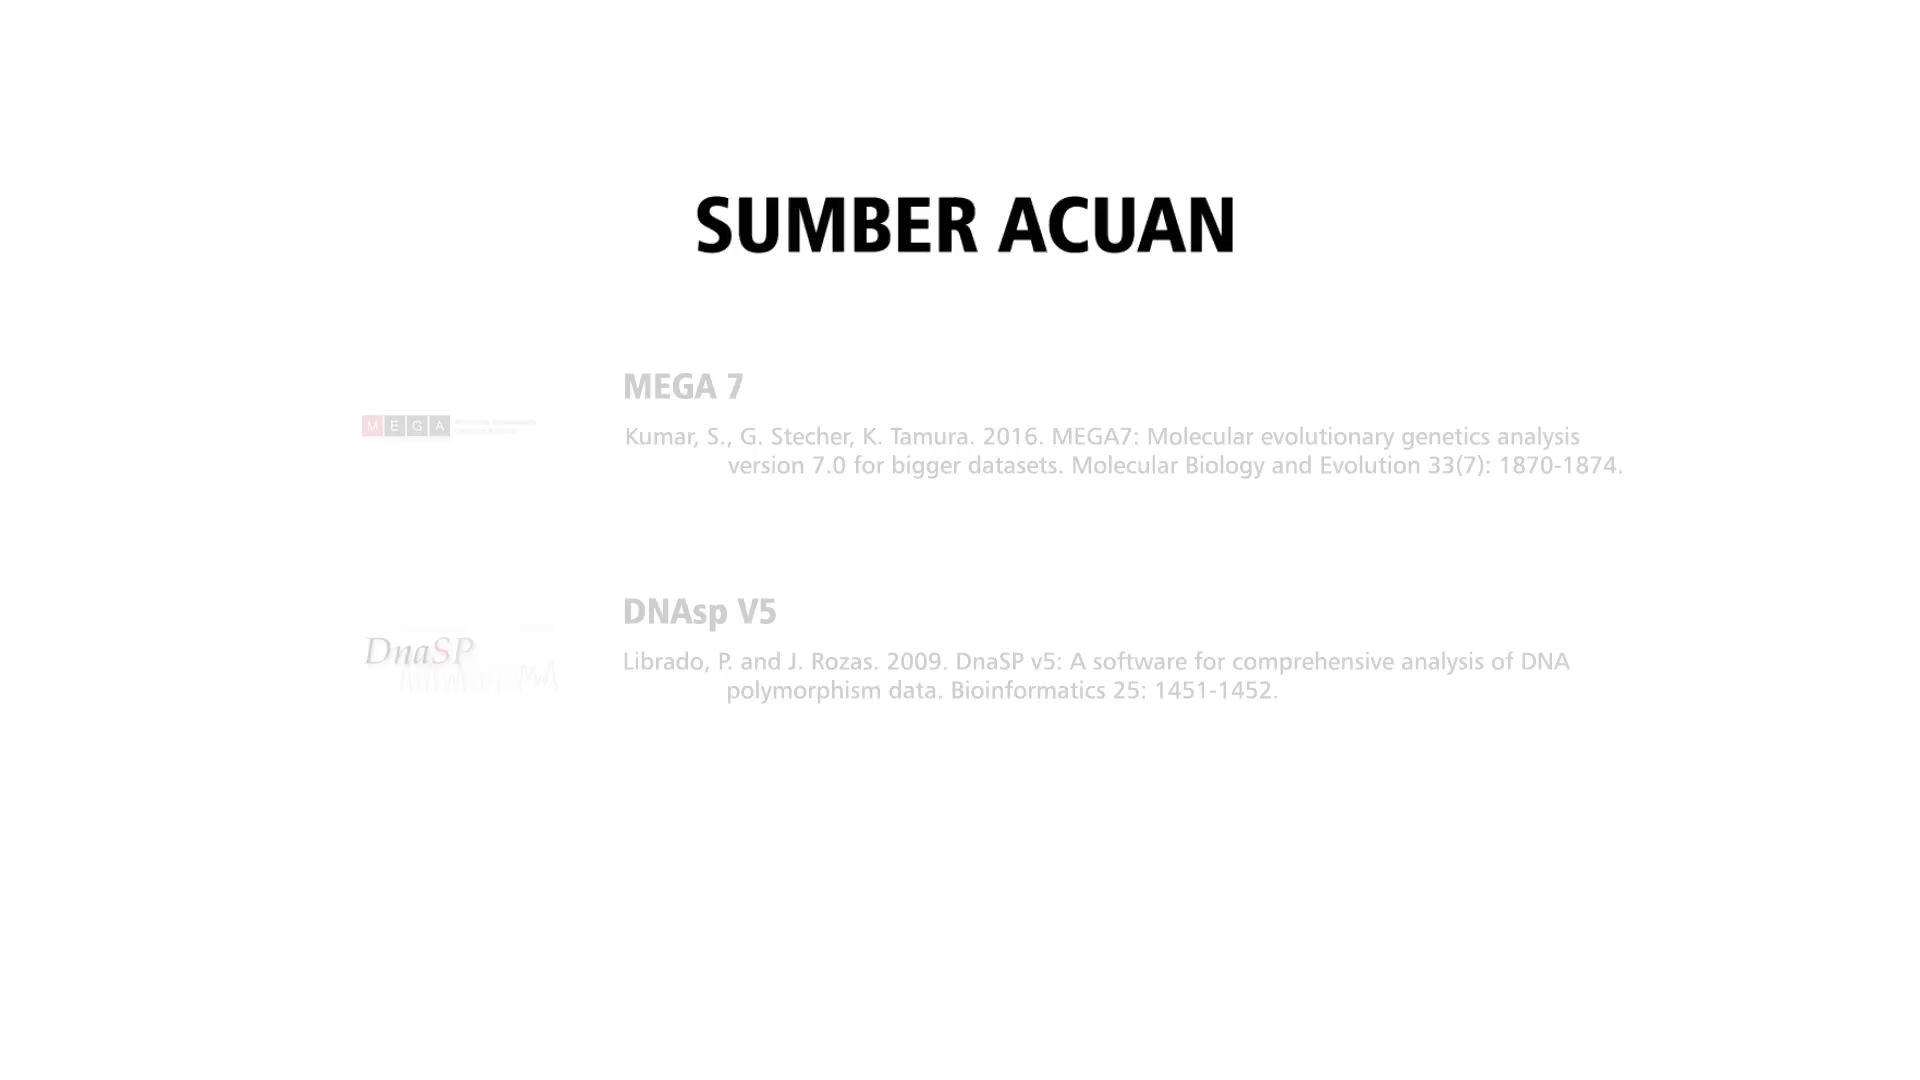 SUMBER ACUAN
MEGA 7
MEGA
Kumar, S., G. Stecher, K. Tamura. 2016. MEGA7: Molecular evolutionary genetics analysis
version 7.0 for bigger datasets. Molecular Biology and Evolution 33(7): 1870-1874.
DNAsp V5
DnaSP
Librado, P. and J. Rozas. 2009. DnaSP v5: A software for comprehensive analysis of DNA
polymorphism data. Bioinformatics 25: 1451-1452.